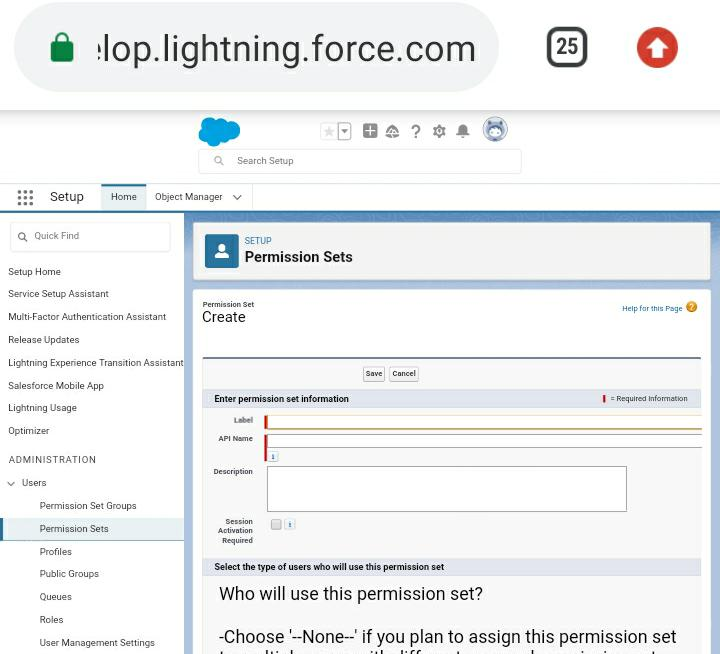 elop.lightning.force.com
25
Search Setup
Setup
Home
Object Manager
Quick Find
Setup Home
Service Setup Assistant
Multi-Factor Authentication Assistant
Release Updates
Lightning Experience Transition Assistant
Salesforce Mobile App
Lightning Usage
Optimizer
ADMINISTRATION
Users
Permission Set Groups
Permission Sets
Profiles
Public Groups
Queues
Roles
User Management Settings
SETUP
Permission Sets
Permission Set
Create
Help for this Page ?
Save Cancel
Enter permission set information
= Required Information
Label
API Name
i
Description
Session
Activation
Required
i
Select the type of users who will use this permission set
Who will use this permission set?
-Choose '--None--' if you plan to assign this permission set